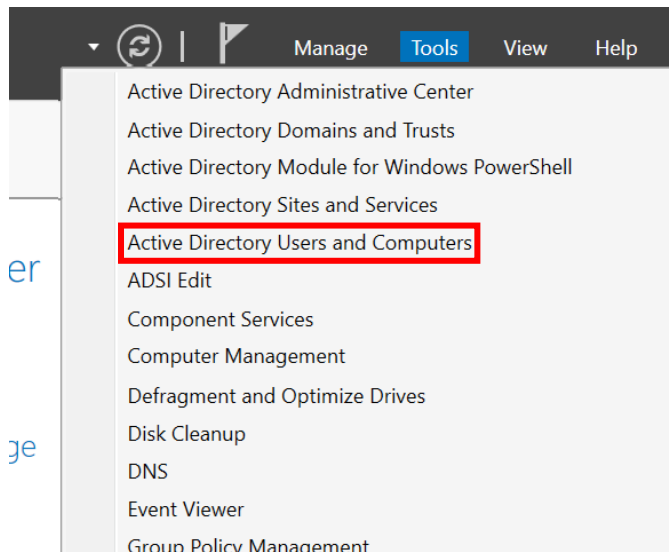 Manage Tools View Help
Active Directory Administrative Center
Active Directory Domains and Trusts
Active Directory Module for Windows PowerShell
Active Directory Sites and Services
Active Directory Users and Computers
er
ADSI Edit
Component Services
Computer Management
Defragment and Optimize Drives
Disk Cleanup
ge
DNS
Event Viewer
Group Policy Management